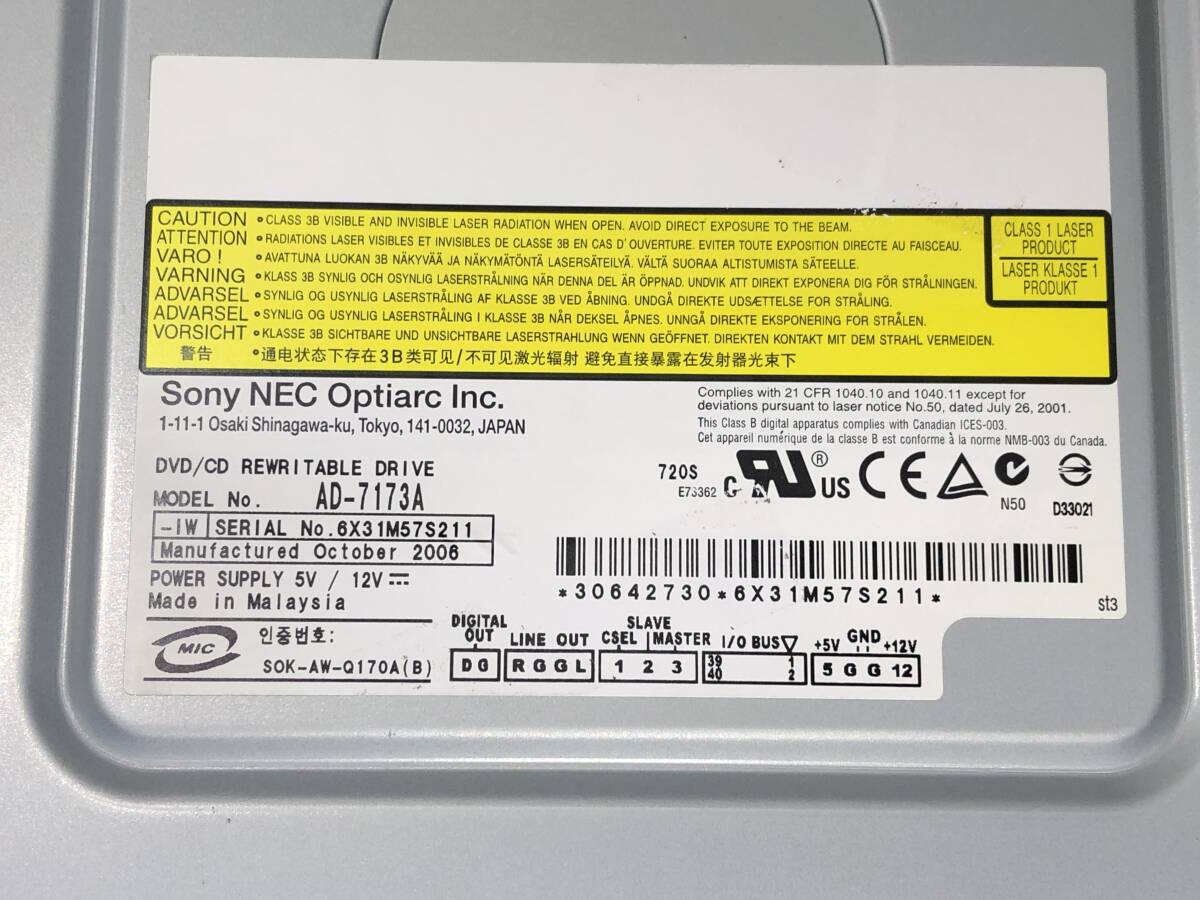 CAUTION •CLASS 3B VISIBLE AND INVISIBLE LASER RADIATION WHEN OPEN. AVOID DIRECT EXPOSURE TO THE BEAM.
ATTENTION •RADIATIONS LASER VISIBLES ET INVISIBLES DE CLASSE 3B EN CAS D'OUVERTURE. EVITER TOUTE EXPOSITION DIRECTE AU FAISCEAU.
VARO! •AVATTUNA LUOKAN 3B NÄKYVÄÄ JA NÄKYMÄTÖNTÄ LASERSÄTEILYÄ. VÄLTÄ SUORAA ALTISTUMISTA SÄTEELLE.
VARNING •KLASS 3B SYNLIG OCH OSYNLIG LASERSTRÅLNING NÄR DENNA DEL ÄR ÖPPNAD. UNDVIK ATT DIREKT EXPONERA DIG FÖR STRÅLNINGEN.
ADVARSEL •SYNLIG OG USYNLIG LASERSTRÅLING AF KLASSE 3B VED ÅBNING. UNDGÅ DIREKTE UDSÆTTELSE FOR STRÅLING.
ADVARSEL •SYNLIG OG USYNLIG LASERSTRÅLING I KLASSE 3B NÅR DEKSEL ÅPNES. UNNGÅ DIREKTE EKSPONERING FOR STRÅLEN.
VORSICHT •KLASSE 3B SICHTBARE UND UNSICHTBARE LASERSTRAHLUNG WENN GEÖFFNET. DIREKTEN KONTAKT MIT DEM STRAHL VERMEIDEN.
警告 •通电状态下存在3B类可见/不可见激光辐射 避免直接暴露在发射器光束下
CLASS 1 LASER
PRODUCT
LASER KLASSE 1
PRODUKT
Sony NEC Optiarc Inc.
1-11-1 Osaki Shinagawa-ku, Tokyo, 141-0032, JAPAN
Complies with 21 CFR 1040.10 and 1040.11 except for
deviations pursuant to laser notice No.50, dated July 26, 2001.
This Class B digital apparatus complies with Canadian ICES-003.
Cet appareil numérique de la classe B est conforme à la norme NMB-003 du Canada.
DVD/CD REWRITABLE DRIVE
MODEL No. AD-7173A
-IW SERIAL No.6X31M57S211
Manufactured October 2006
POWER SUPPLY 5V / 12V
Made in Malaysia
720S
E73362
RU ® US CE
N50
D33021
*30642730*6X31M57S211*
st3
MIC
인증번호:
SOK-AW-Q170A(B)
DIGITAL OUT LINE OUT CSEL SLAVE MASTER I/O BUS +5V GND +12V
D G R G G L 1 2 3 39 40 1 2 5 G G 12